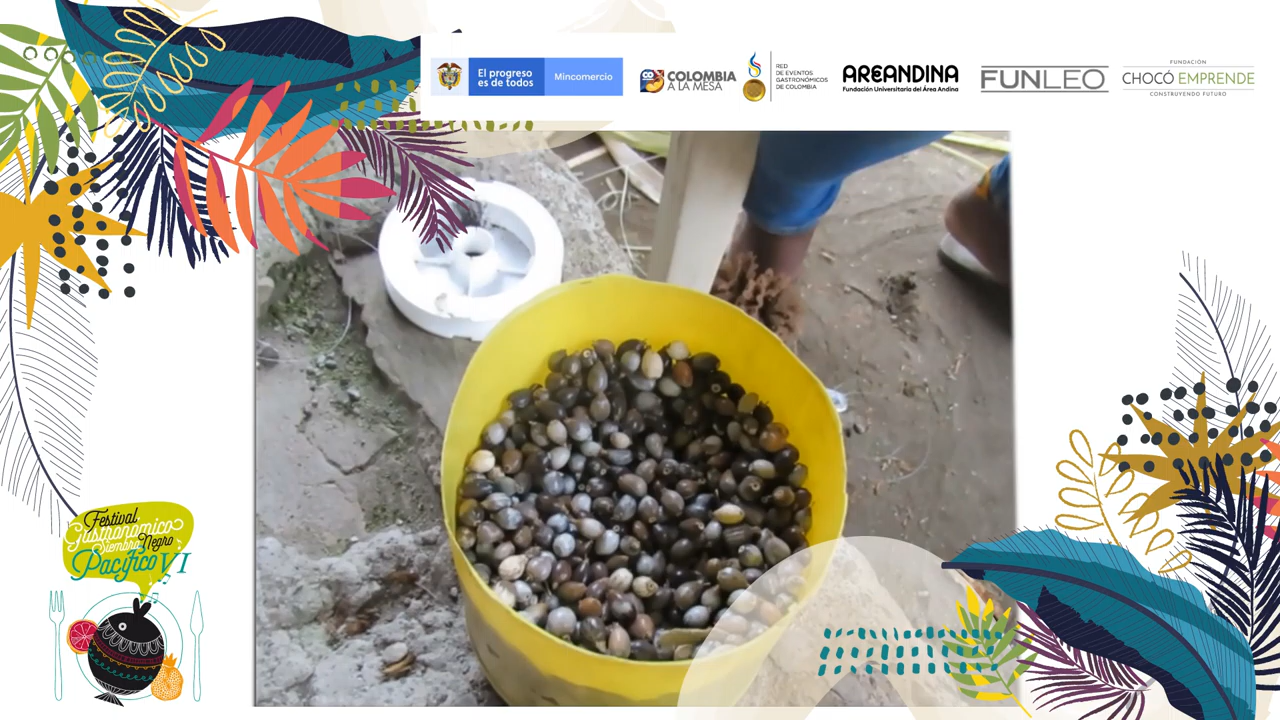 El progreso
es de todos
Mincomercio
CO
COLOMBIA
A LA MESA
RED
DE EVENTOS
GASTRONÓMICOS
DE COLOMBIA
AREANDINA
Fundación Universitaria del Área Andina
FUNLEO
FUNDACIÓN
CHOCÓ EMPRENDE
CONSTRUYENDO FUTURO
Festival
Gastronómico
Siembra Negro
Pacífico VI